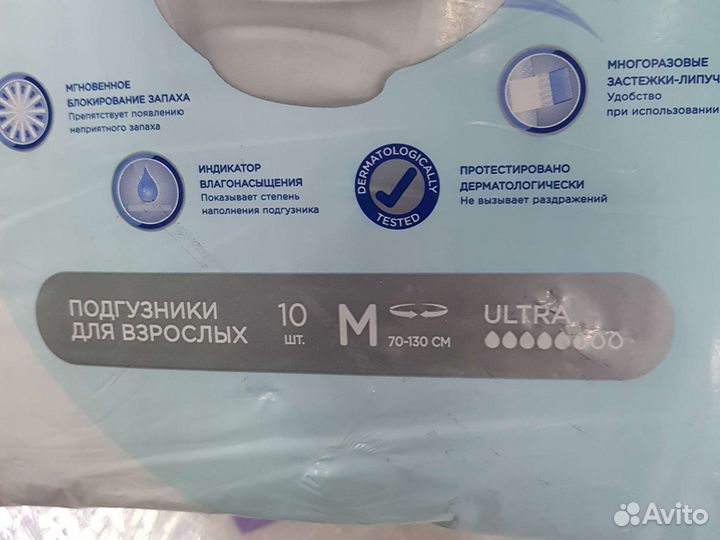 МГНОВЕННОЕ
БЛОКИРОВАНИЕ ЗАПАХА
Препятствует появлению
неприятного запаха
МНОГОРАЗОВЫЕ
ЗАСТЕЖКИ-ЛИПУЧ
Удобство
при использовании
ИНДИКАТОР
ВЛАГОНАСЫЩЕНИЯ
Показывает степень
наполнения подгузника
DERMATOLOGICALLY
TESTED
ПРОТЕСТИРОВАНО
ДЕРМАТОЛОГИЧЕСКИ
Не вызывает раздражений
ПОДГУЗНИКИ
ДЛЯ ВЗРОСЛЫХ
10
ШТ.
M
70-130 СМ
ULTRA
Avito